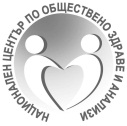 НАЦИОНАЛЕН ЦЕНТЪР ПО ОБЩЕСТВЕНО ЗДРАВЕ И АНАЛИЗИ